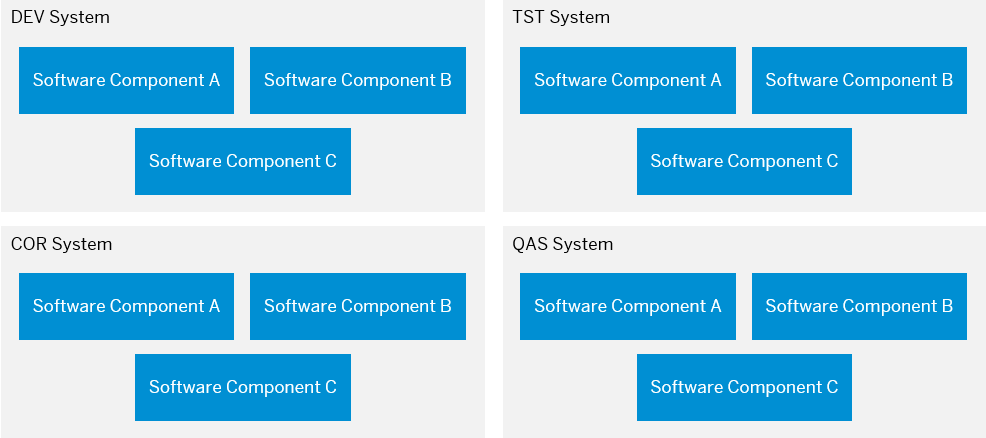 DEV System
Software Component A
Software Component B
Software Component C
TST System
Software Component A
Software Component B
Software Component C
COR System
Software Component A
Software Component B
Software Component C
QAS System
Software Component A
Software Component B
Software Component C